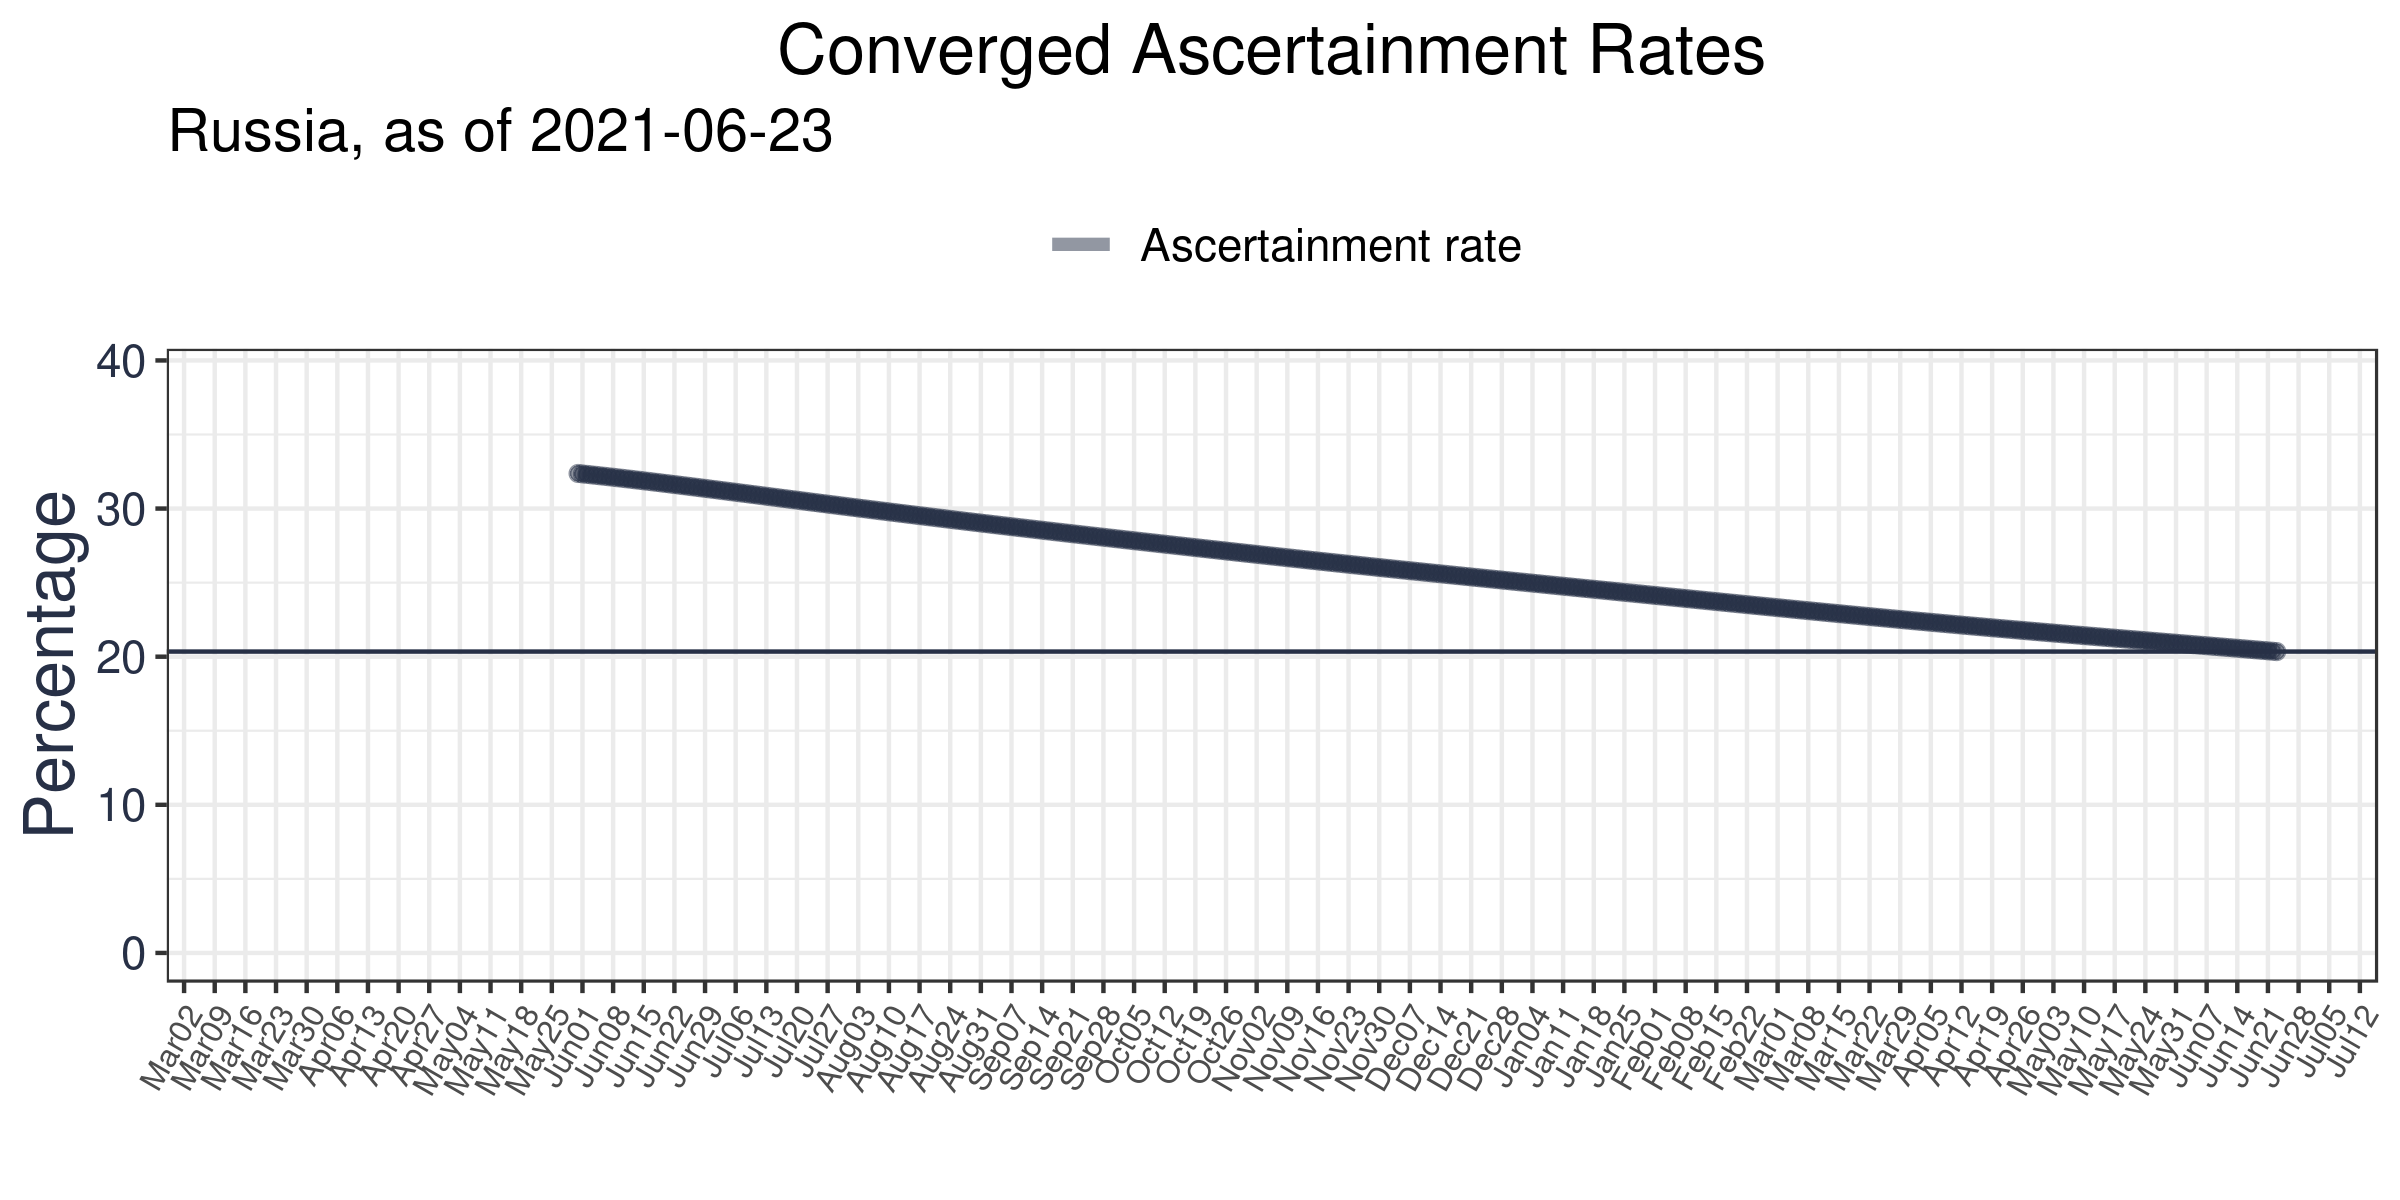 Converged Ascertainment Rates
Russia, as of 2021-06-23
Ascertainment rate
Percentage
40
30
20
10
0
Mar02 Mar09 Mar16 Mar23 Mar30 Apr06 Apr13 Apr20 Apr27 May04 May11 May18 May25 Jun01 Jun08 Jun15 Jun22 Jun29 Jul06 Jul13 Jul20 Jul27 Aug03 Aug10 Aug17 Aug24 Aug31 Sep07 Sep14 Sep21 Sep28 Oct05 Oct12 Oct19 Oct26 Nov02 Nov09 Nov16 Nov23 Nov30 Dec07 Dec14 Dec21 Dec28 Jan04 Jan11 Jan18 Jan25 Feb01 Feb08 Feb15 Feb22 Mar01 Mar08 Mar15 Mar22 Mar29 Apr05 Apr12 Apr19 Apr26 May03 May10 May17 May24 May31 Jun07 Jun14 Jun21 Jun28 Jul05 Jul12